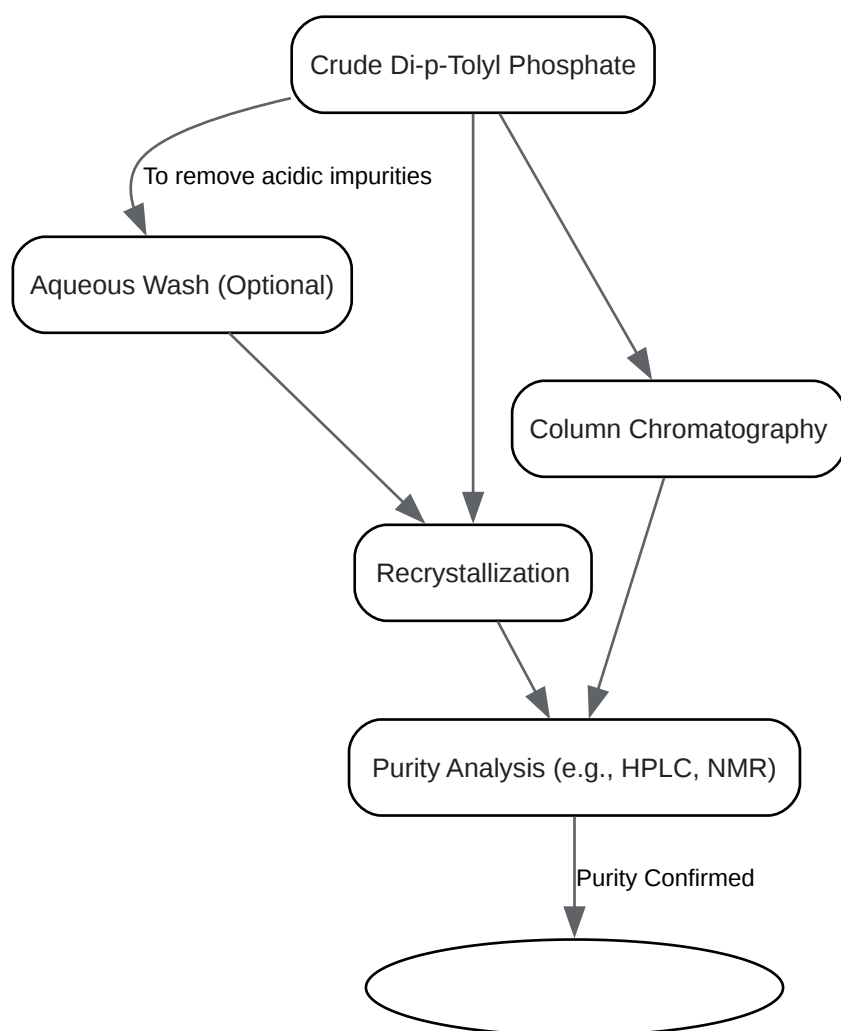 Crude Di-p-Tolyl Phosphate
To remove acidic impurities
Aqueous Wash (Optional)
Column Chromatography
Recrystallization
Purity Analysis (e.g., HPLC, NMR)
Purity Confirmed